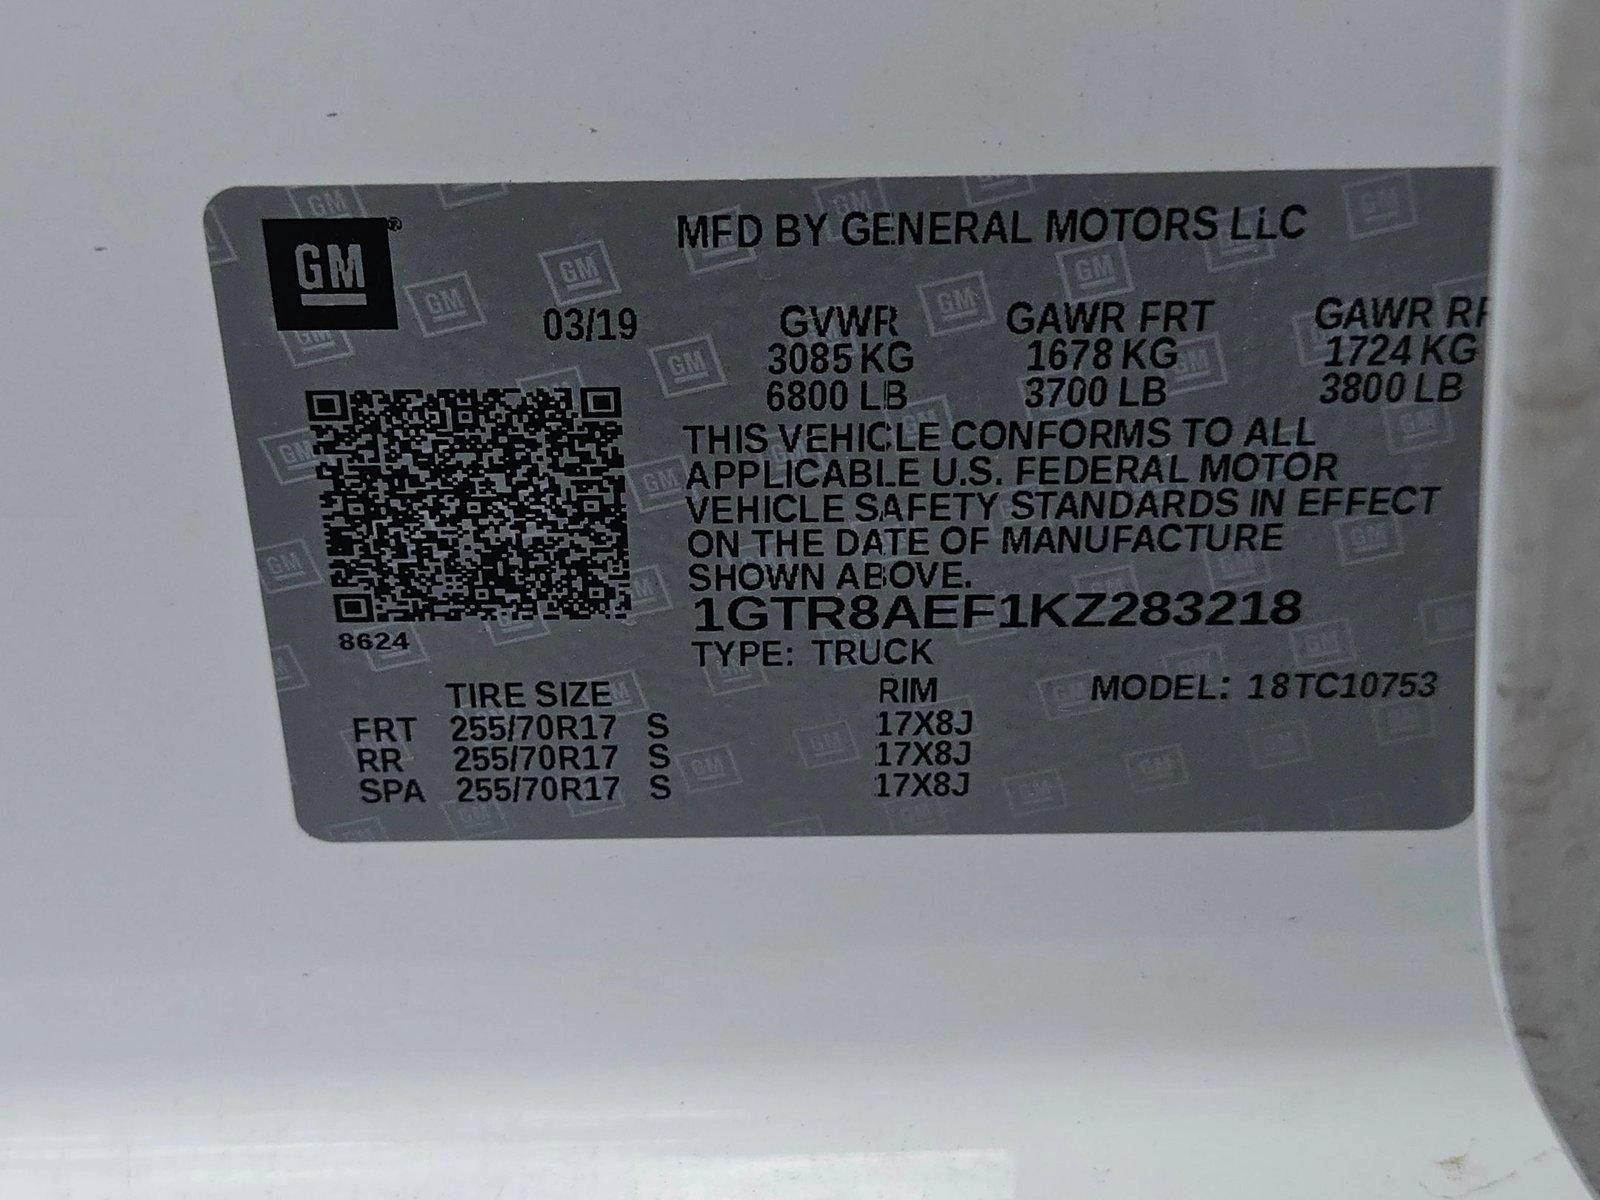 GM®
MFD BY GENERAL MOTORS LLC
03/19
GVWR GAWR FRT GAWR RR
3085 KG 1678 KG 1724 KG
6800 LB 3700 LB 3800 LB
THIS VEHICLE CONFORMS TO ALL
APPLICABLE U.S. FEDERAL MOTOR
VEHICLE SAFETY STANDARDS IN EFFECT
ON THE DATE OF MANUFACTURE
SHOWN ABOVE.
1GTR8AEF1KZ283218
8624
TYPE: TRUCK
TIRE SIZE RIM MODEL: 18TC10753
FRT 255/70R17 S 17X8J
RR 255/70R17 S 17X8J
SPA 255/70R17 S 17X8J